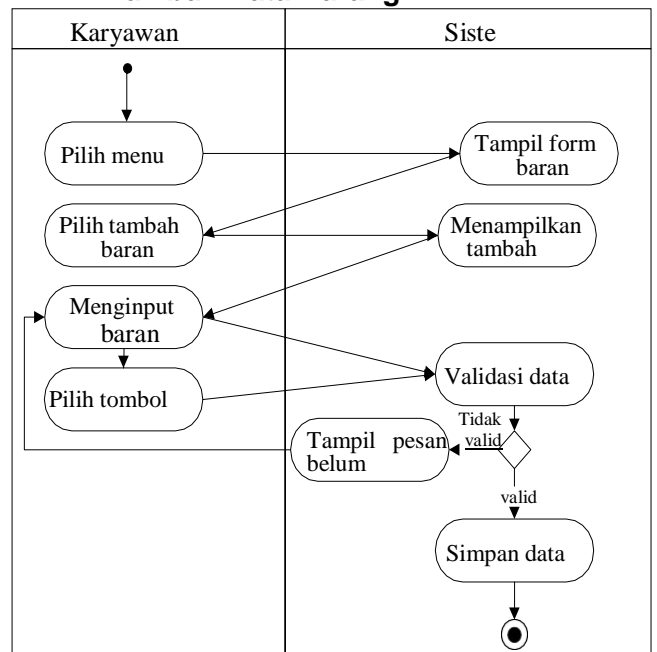 Karyawan
Siste
Pilih menu
Tampil form
baran
Pilih tambah
baran
Menampilkan
tambah
Menginput
baran
Pilih tombol
Validasi data
Tidak
valid
Tampil pesan
belum
valid
Simpan data